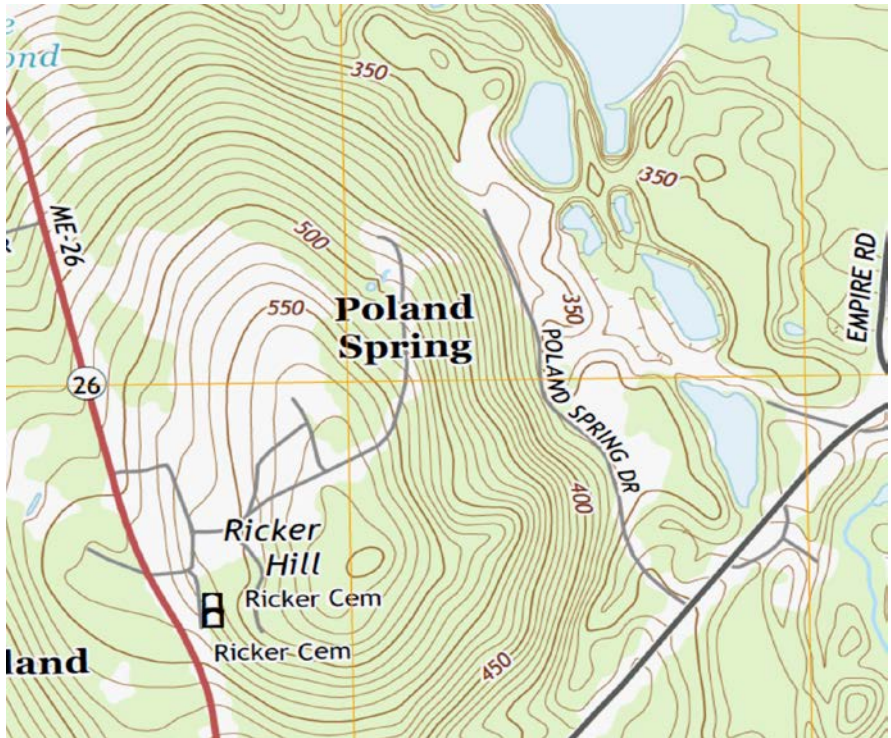 ond
350
350
ME-26
500
EMPIRE RD
550
Poland
Spring
350
POLAND SPRING DR
26
400
Ricker
Hill
Ricker Cem
Ricker Cem
land
450